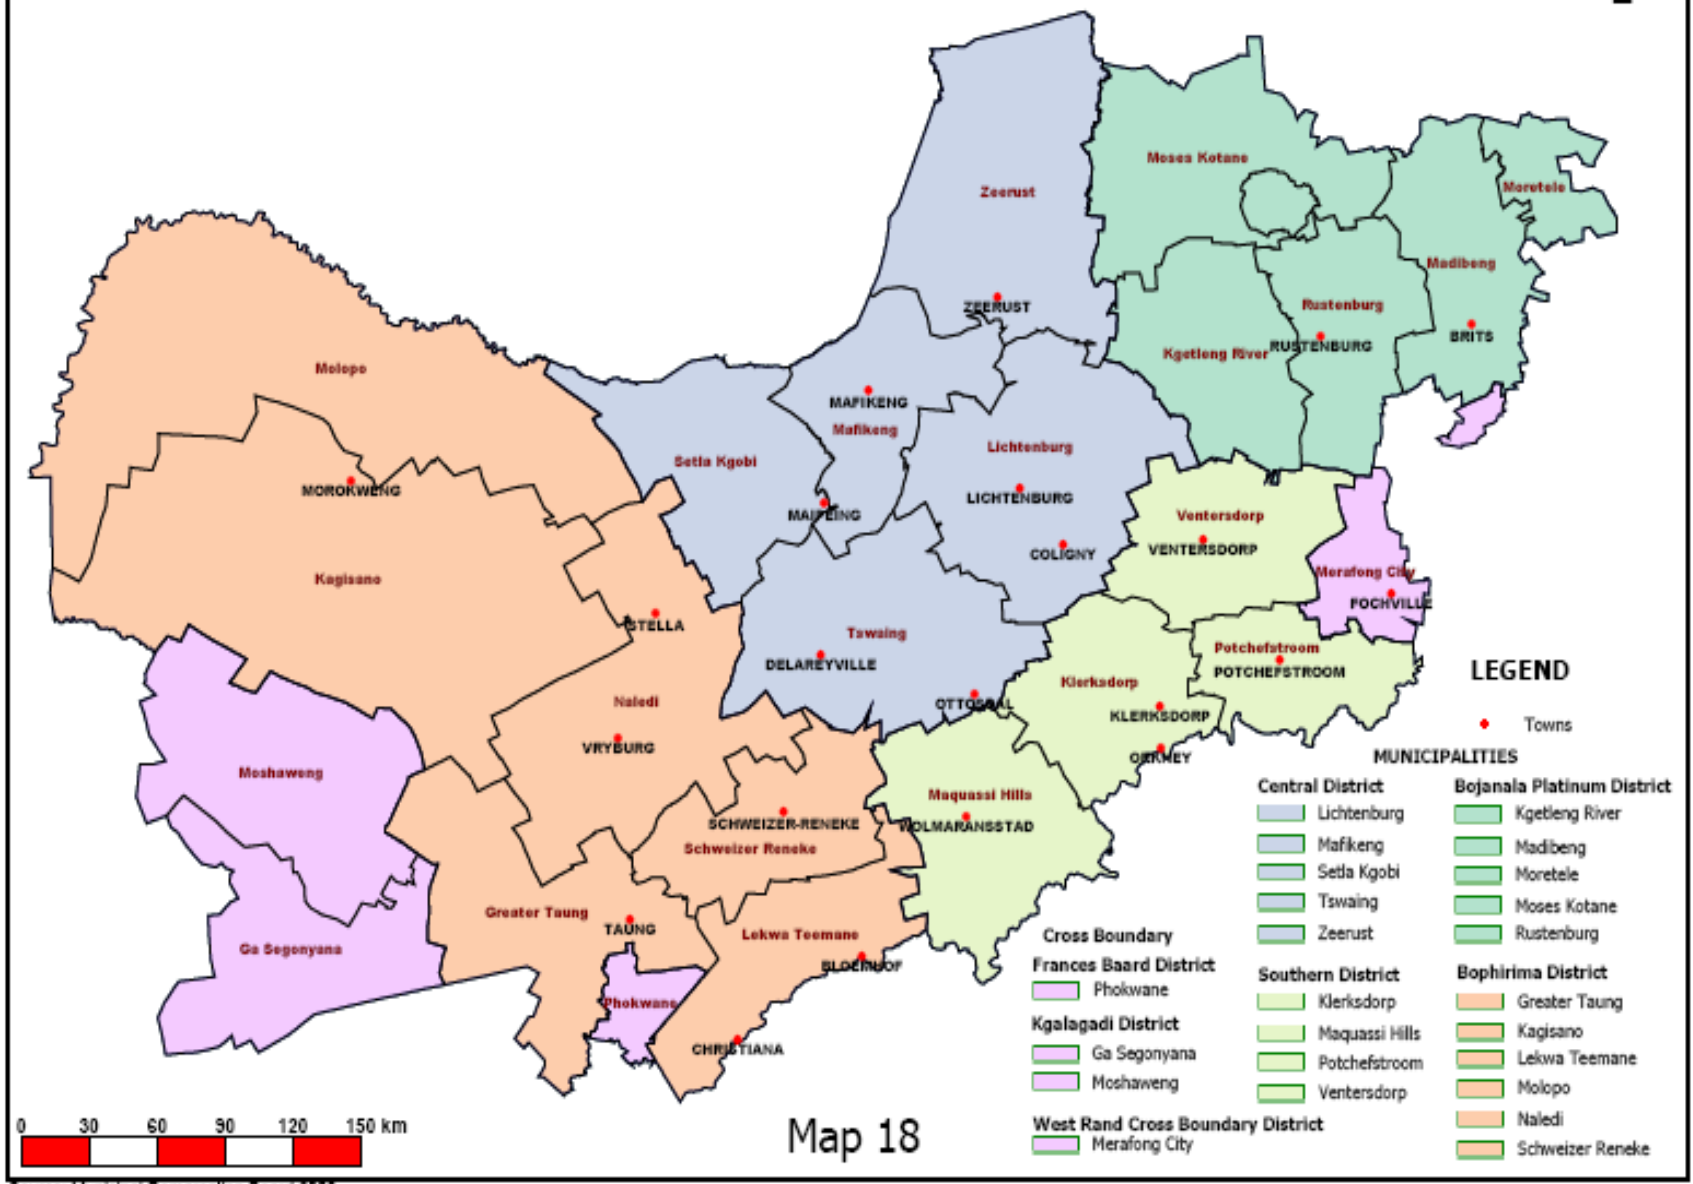 Moses Kotane
Moretele
Zeerust
Madibeng
ZEERUST
Rustenburg
BRITS
RUSTENBURG
Kgetleng River
Molopo
MAFIKENG
Mafikeng
Lichtenburg
Setla Kgobi
MOROKWENG
LICHTENBURG
Ventersdorp
COLIGNY
VENTERSDORP
Merafong City
Kagisano
FOCHVILLE
STELLA
Tswaing
DELAREYVILLE
Potchefstroom
POTCHEFSTROOM
Klerksdorp
Naledi
OTTOSDAL
KLERKSDORP
VRYBURG
ORKNEY
Moshaweng
Maquassi Hills
SCHWEIZER-RENEKE
WOLMARANSSTAD
Schweizer Reneke
Greater Taung
TAUNG
Lekwa Teemane
Ga Segonyana
BLOEMHOF
Phokwane
CHRISTIANA
LEGEND
Towns
MUNICIPALITIES
Central District
Lichtenburg
Mafikeng
Setla Kgobi
Tswaing
Zeerust
Bojanala Platinum District
Kgetleng River
Madibeng
Moretele
Moses Kotane
Rustenburg
Cross Boundary
Frances Baard District
Phokwane
Kgalagadi District
Ga Segonyana
Moshaweng
West Rand Cross Boundary District
Merafong City
Southern District
Klerksdorp
Maquassi Hills
Potchefstroom
Ventersdorp
Bophirima District
Greater Taung
Kagisano
Lekwa Teemane
Molopo
Naledi
Schweizer Reneke
0 30 60 90 120 150 km
Map 18